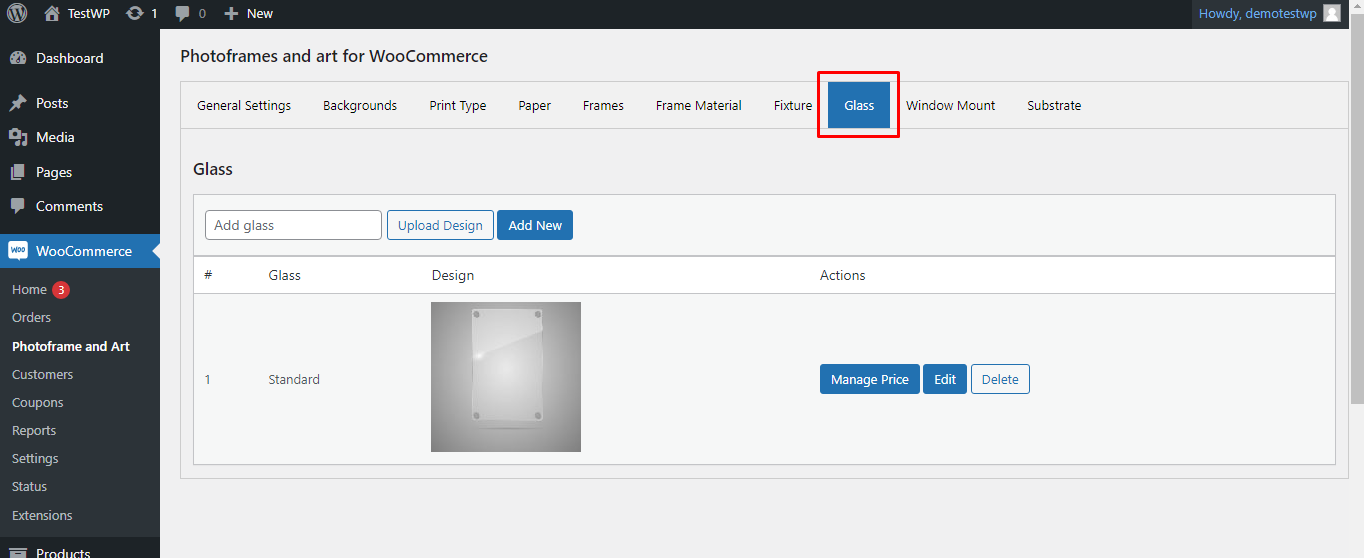 TestWP 1 0 New Howdy, demotestwp
Dashboard
Posts
Media
Pages
Comments
WOO WooCommerce
Home 3
Orders
Photoframe and Art
Customers
Coupons
Reports
Settings
Status
Extensions
Products
Photoframes and art for WooCommerce
General Settings Backgrounds Print Type Paper Frames Frame Material Fixture Glass Window Mount Substrate
Glass
Add glass Upload Design Add New
# Glass Design Actions
1 Standard Manage Price Edit Delete